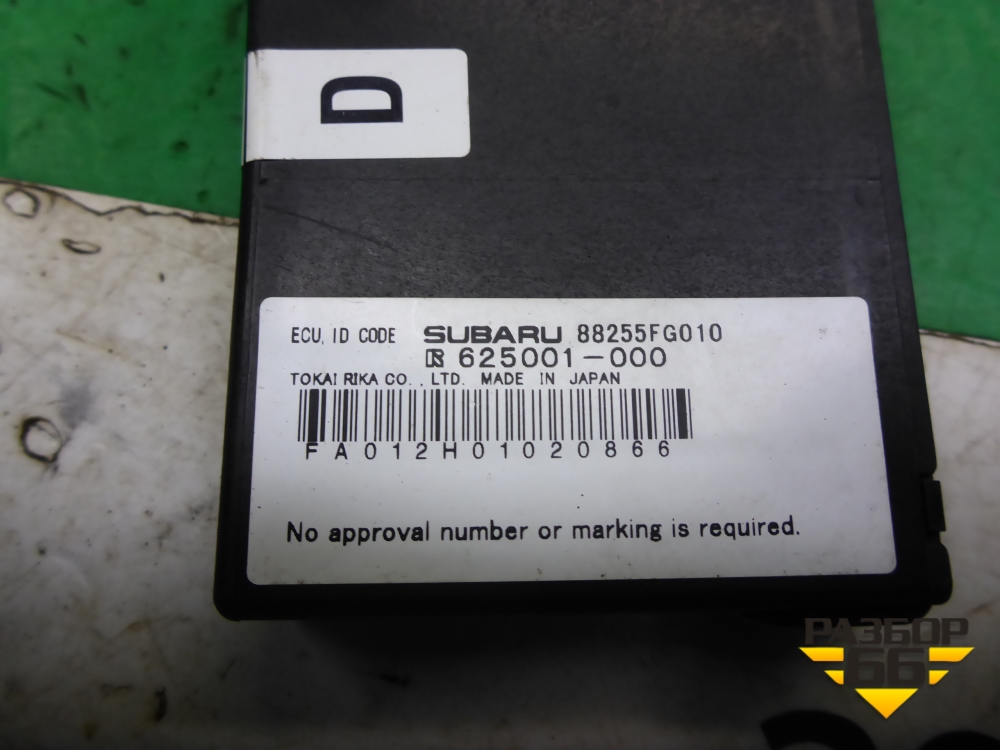 D
ECU, ID CODE SUBARU 88255FG010
R 625001-000
TOKAI RIKA CO., LTD. MADE IN JAPAN
FA012H01020866
No approval number or marking is required.
РАЗБОР
66